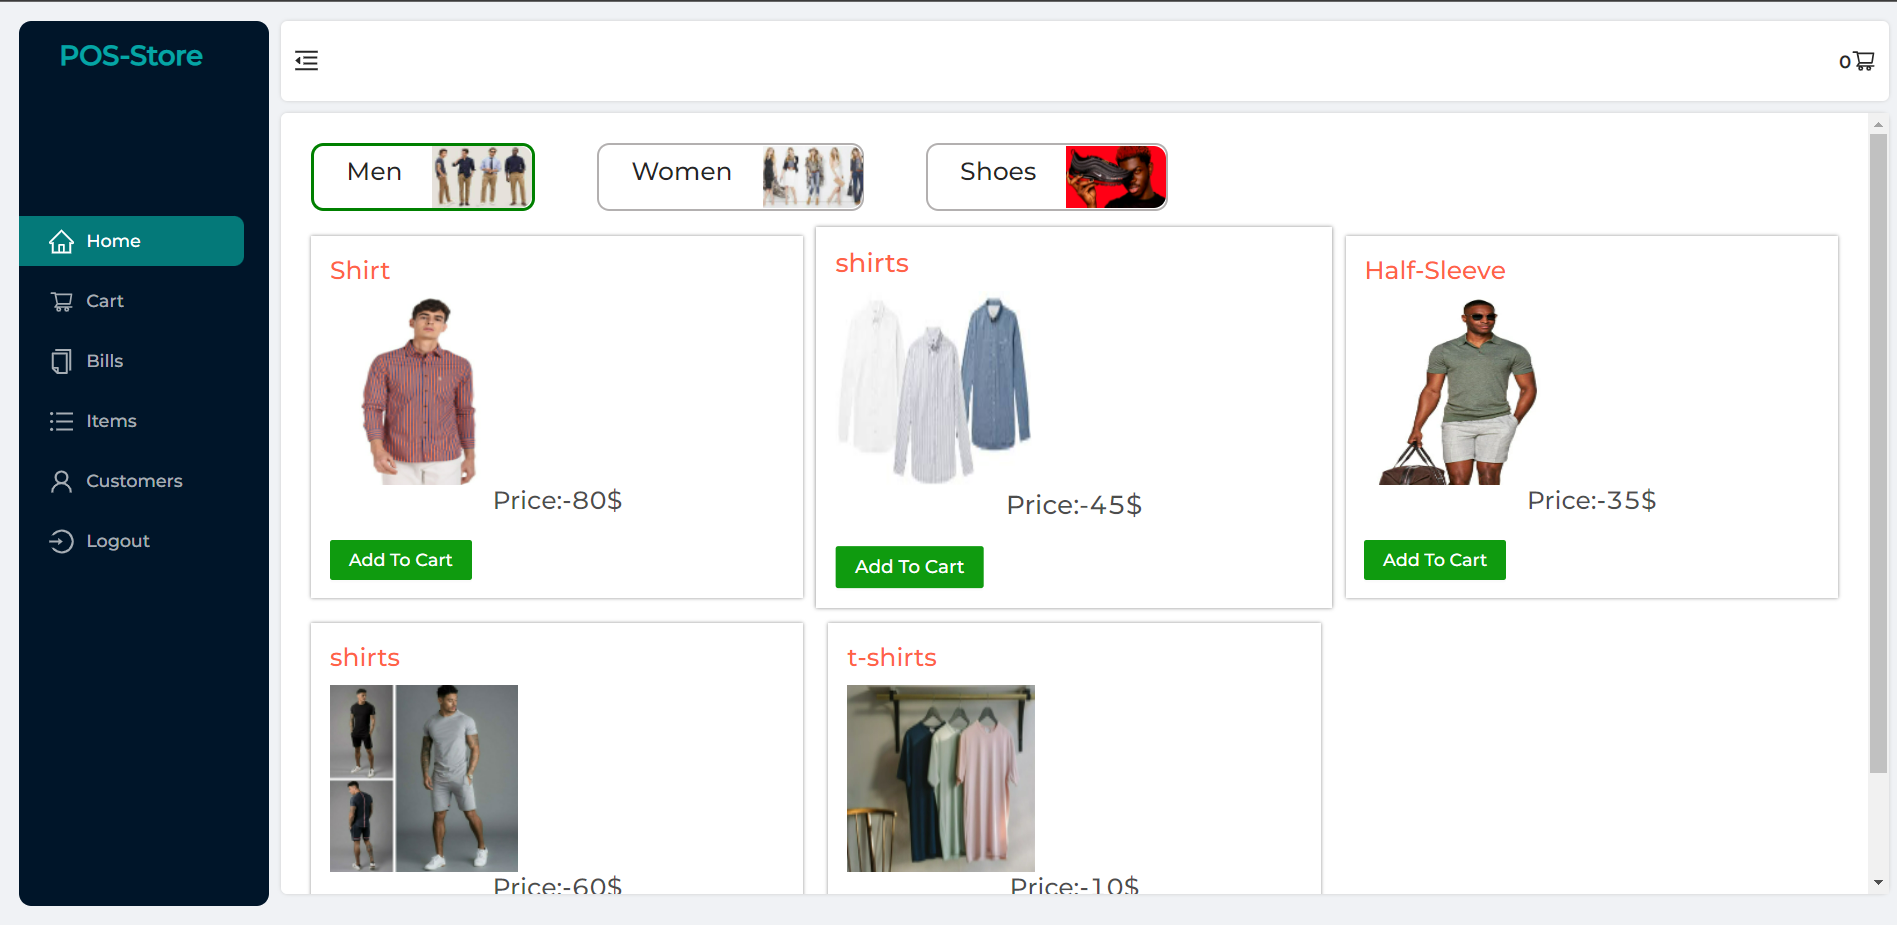 POS-Store
Home
Cart
Bills
Items
Customers
Logout
0
Men
Women
Shoes
Shirt
Price:-80$
Add To Cart
shirts
Price:-45$
Add To Cart
Half-Sleeve
Price:-35$
Add To Cart
shirts
Price:-60$
t-shirts
Price:-10$